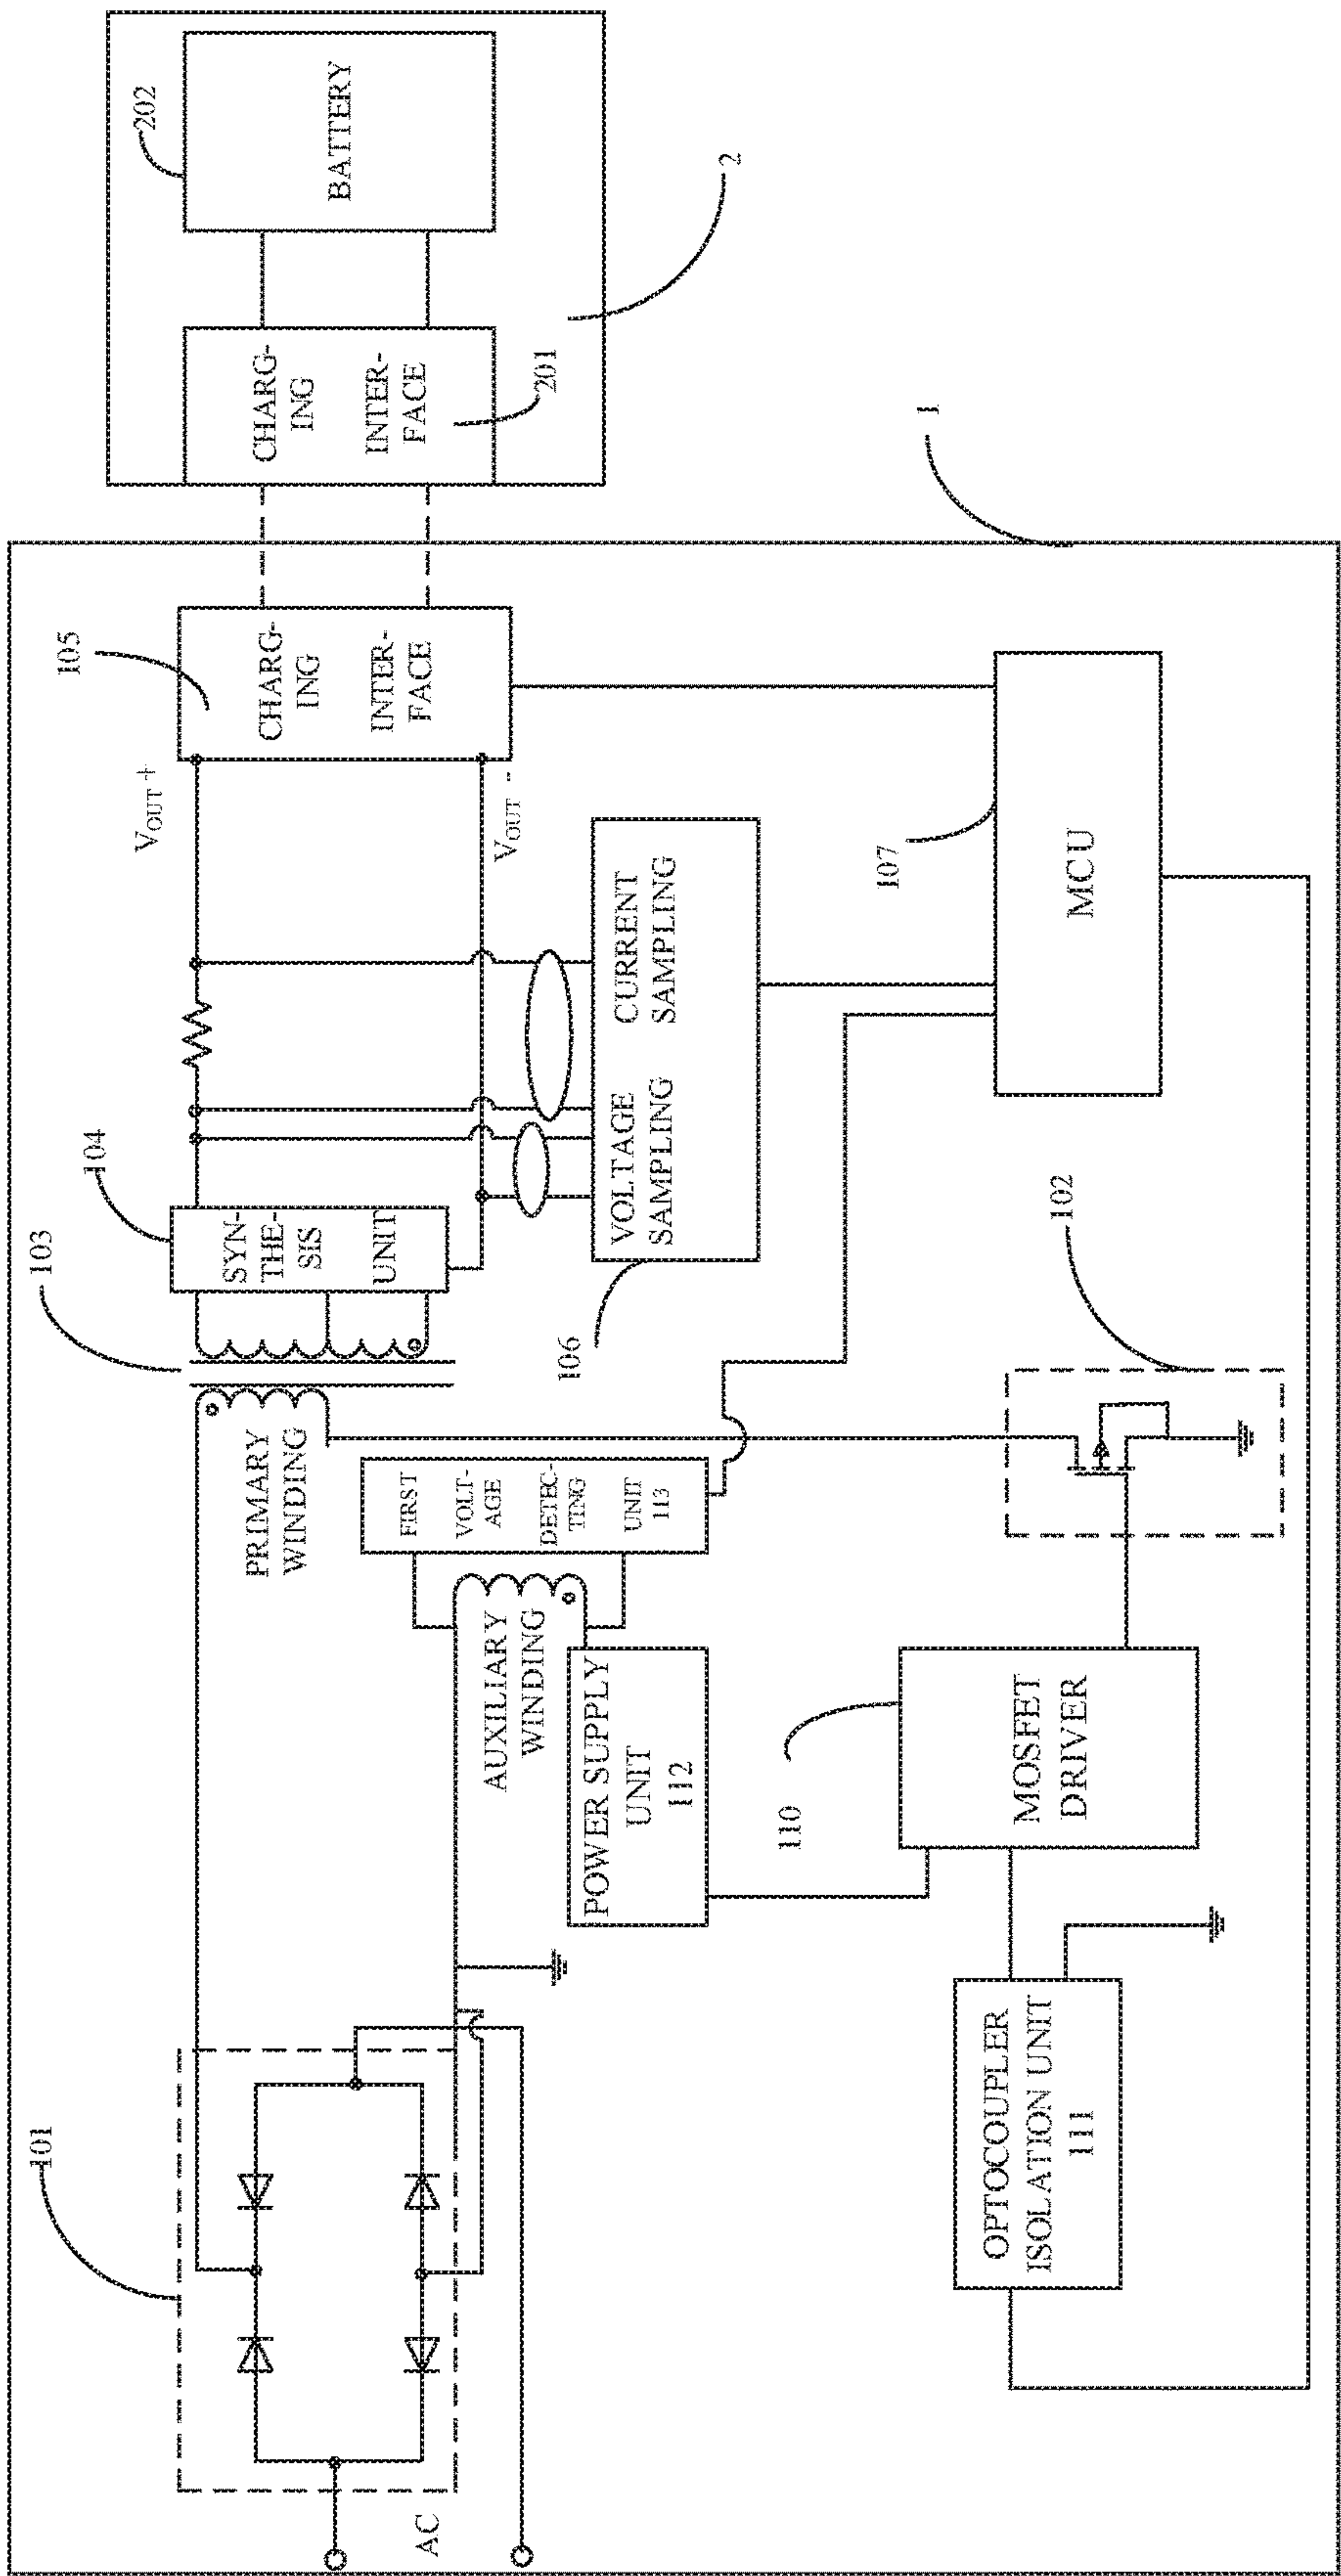 101
AC
PRIMARY
WINDING
AUXILIARY
WINDING
FIRST
VOLT-
AGE
DETEC-
TING
UNIT
113
POWER SUPPLY
UNIT
112
103
104
SYN-
THE-
SIS
UNIT
VOUT +
VOUT -
105
CHARG-
ING
INTER-
FACE
VOLTAGE
SAMPLING
CURRENT
SAMPLING
106
107
MCU
102
110
MOSFET
DRIVER
OPTOCOUPLER
ISOLATION UNIT
111
1
CHARG-
ING
INTER-
FACE
201
202
BATTERY
2